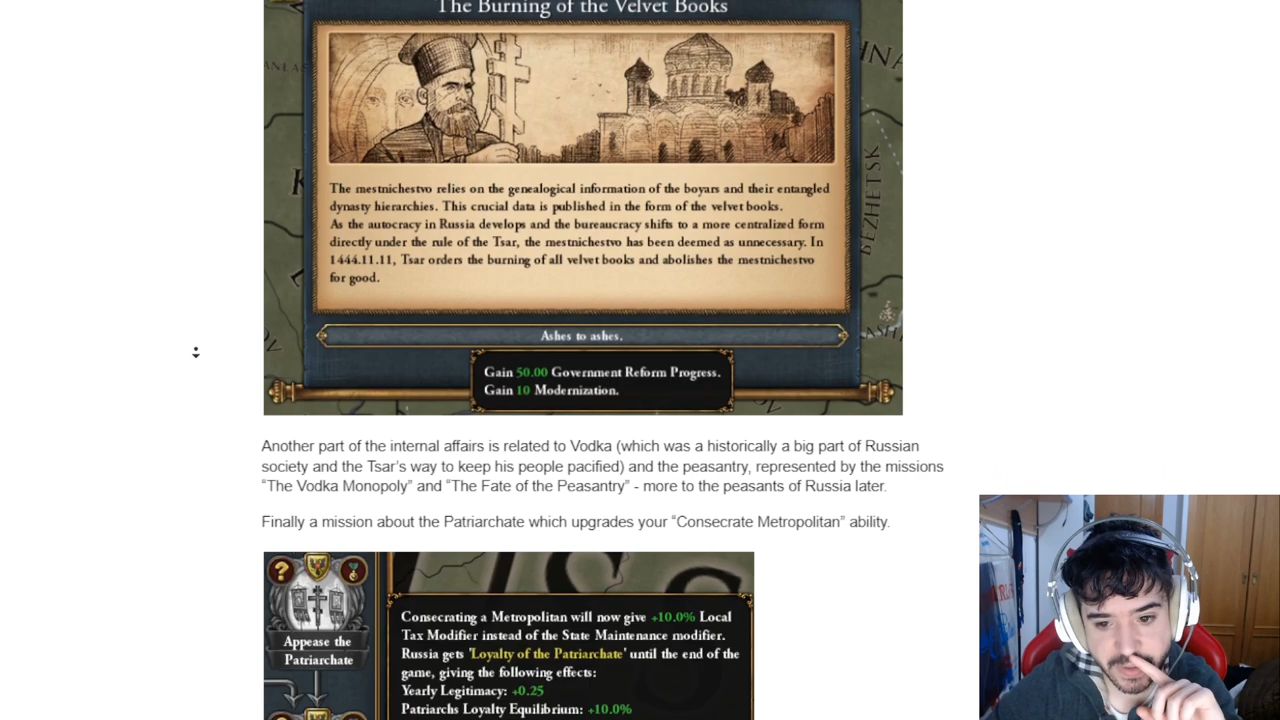 The Burning of the Velvet Books
The mestnichestvo relies on the genealogical information of the boyars and their entangled
dynasty hierarchies. This crucial data is published in the form of the velvet books.
As the autocracy in Russia develops and the bureaucracy shifts to a more centralized form
directly under the rule of the Tsar, the mestnichestvo has been deemed as unnecessary. In
1444.11.11, Tsar orders the burning of all velvet books and abolishes the mestnichestvo
for good.
Ashes to ashes.
Gain 50.00 Government Reform Progress.
Gain 10 Modernization.
BEZHETSK
Another part of the internal affairs is related to Vodka (which was a historically a big part of Russian
society and the Tsar's way to keep his people pacified) and the peasantry, represented by the missions
“The Vodka Monopoly” and “The Fate of the Peasantry” - more to the peasants of Russia later.
Finally a mission about the Patriarchate which upgrades your “Consecrate Metropolitan” ability.
Appease the
Patriarchate
Consecrating a Metropolitan will now give +10.0% Local
Tax Modifier instead of the State Maintenance modifier.
Russia gets 'Loyalty of the Patriarchate' until the end of the
game, giving the following effects:
Yearly Legitimacy: +0.25
Patriarchs Loyalty Equilibrium: +10.0%